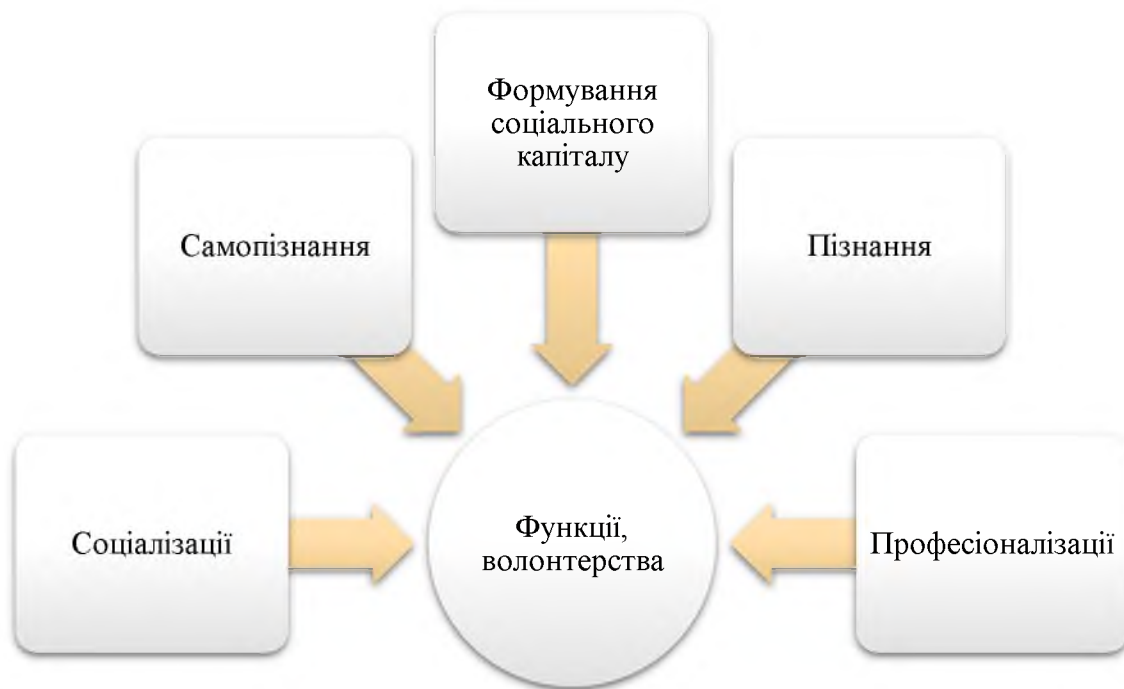 Формування
соціального
капіталу
Самопізнання
Пізнання
Соціалізації
Функції,
волонтерства
Професіоналізації